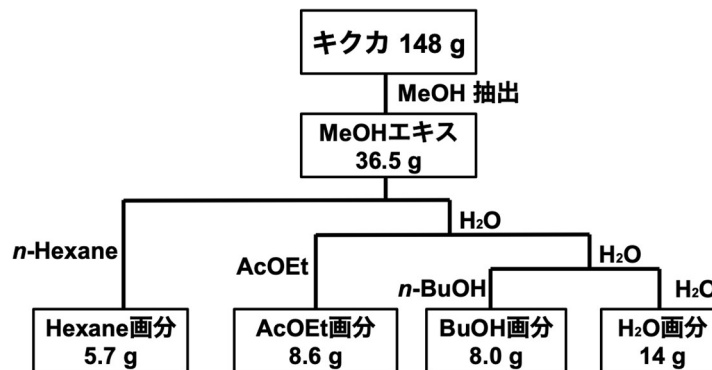 キクカ 148 g
MeOH 抽出
MeOHエキス
36.5 g
n-Hexane
H₂O
AcOEt
H₂O
n-BuOH
H₂O
Hexane画分
5.7 g
AcOEt画分
8.6 g
BuOH画分
8.0 g
H₂O画分
14 g